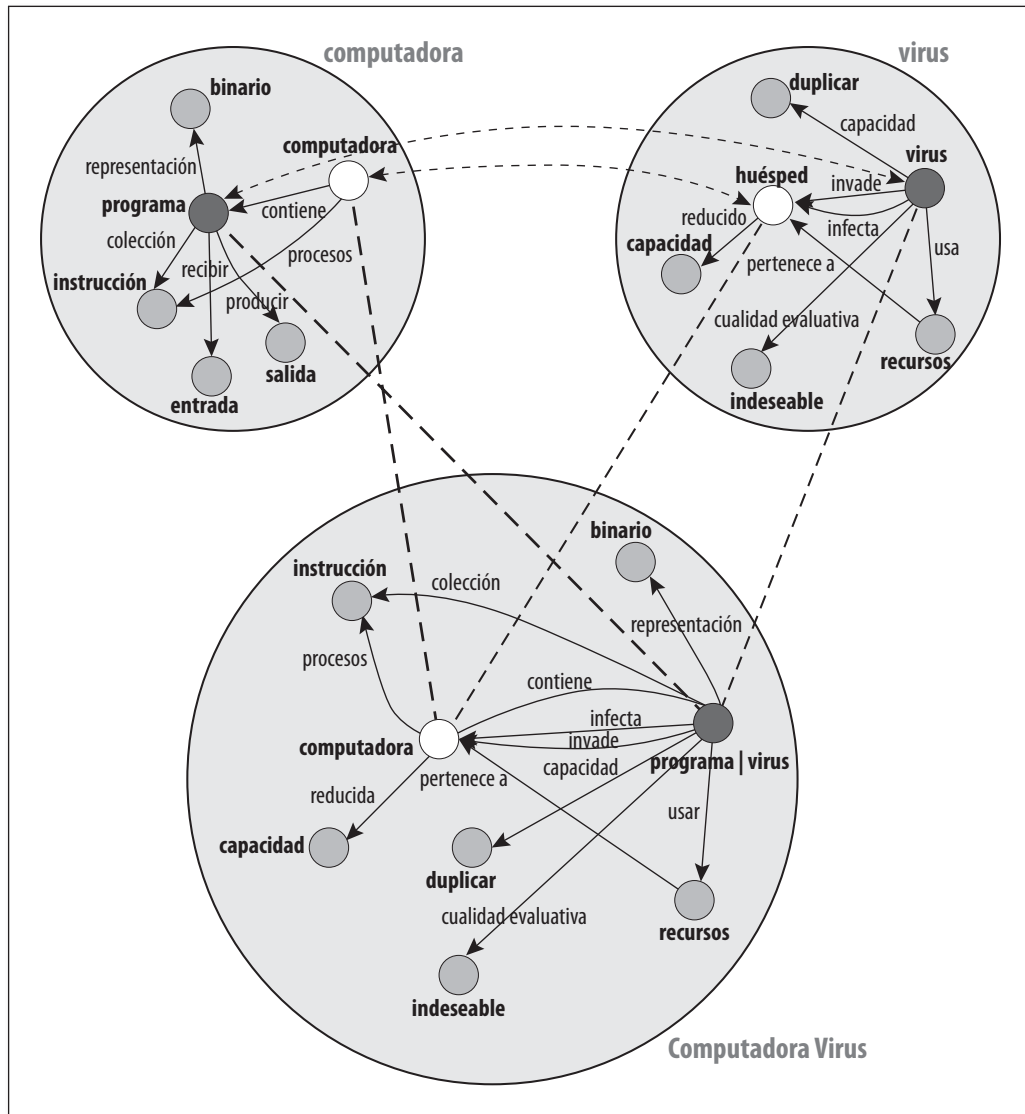 computadora
binario
representación
computadora
programa
contiene
colección
recibir
procesos
instrucción
producir
salida
entrada
virus
duplicar
capacidad
virus
huésped
invade
reducido
infecta
capacidad
usa
pertenece a
cualidad evaluativa
recursos
indeseable
binario
instrucción
colección
representación
procesos
contiene
infecta
invade
computadora
programa | virus
capacidad
pertenece a
reducida
usar
capacidad
duplicar
cualidad evaluativa
recursos
indeseable
Computadora Virus